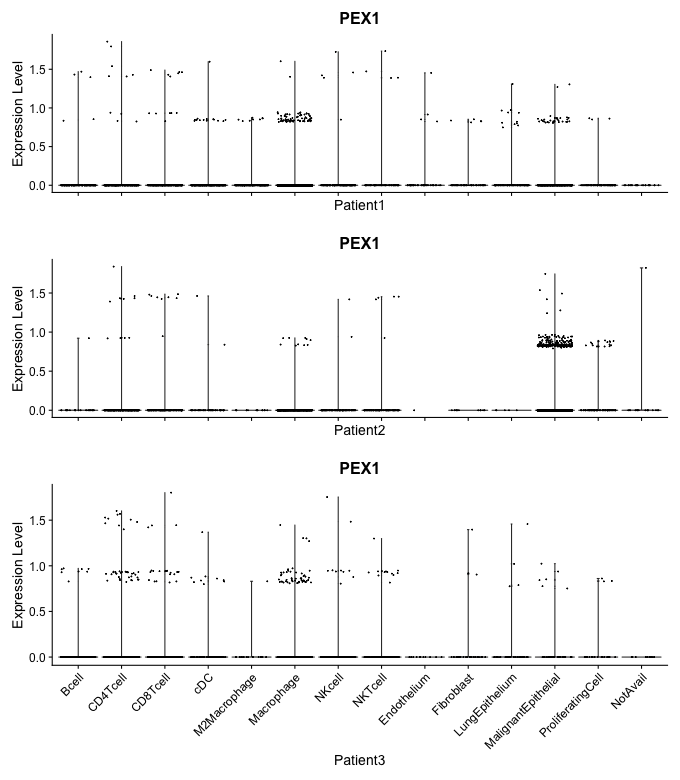 PEX1
Expression Level
1.5
1.0
0.5
0.0
Patient1
PEX1
Expression Level
1.5
1.0
0.5
0.0
Patient2
PEX1
Expression Level
1.5
1.0
0.5
0.0
Bcell
CD4Tcell
CD8Tcell
cDC
M2Macrophage
Macrophage
NKcell
NKTcell
Endothelium
Fibroblast
LungEpithelium
MalignantEpithelial
ProliferatingCell
NotAvail
Patient3